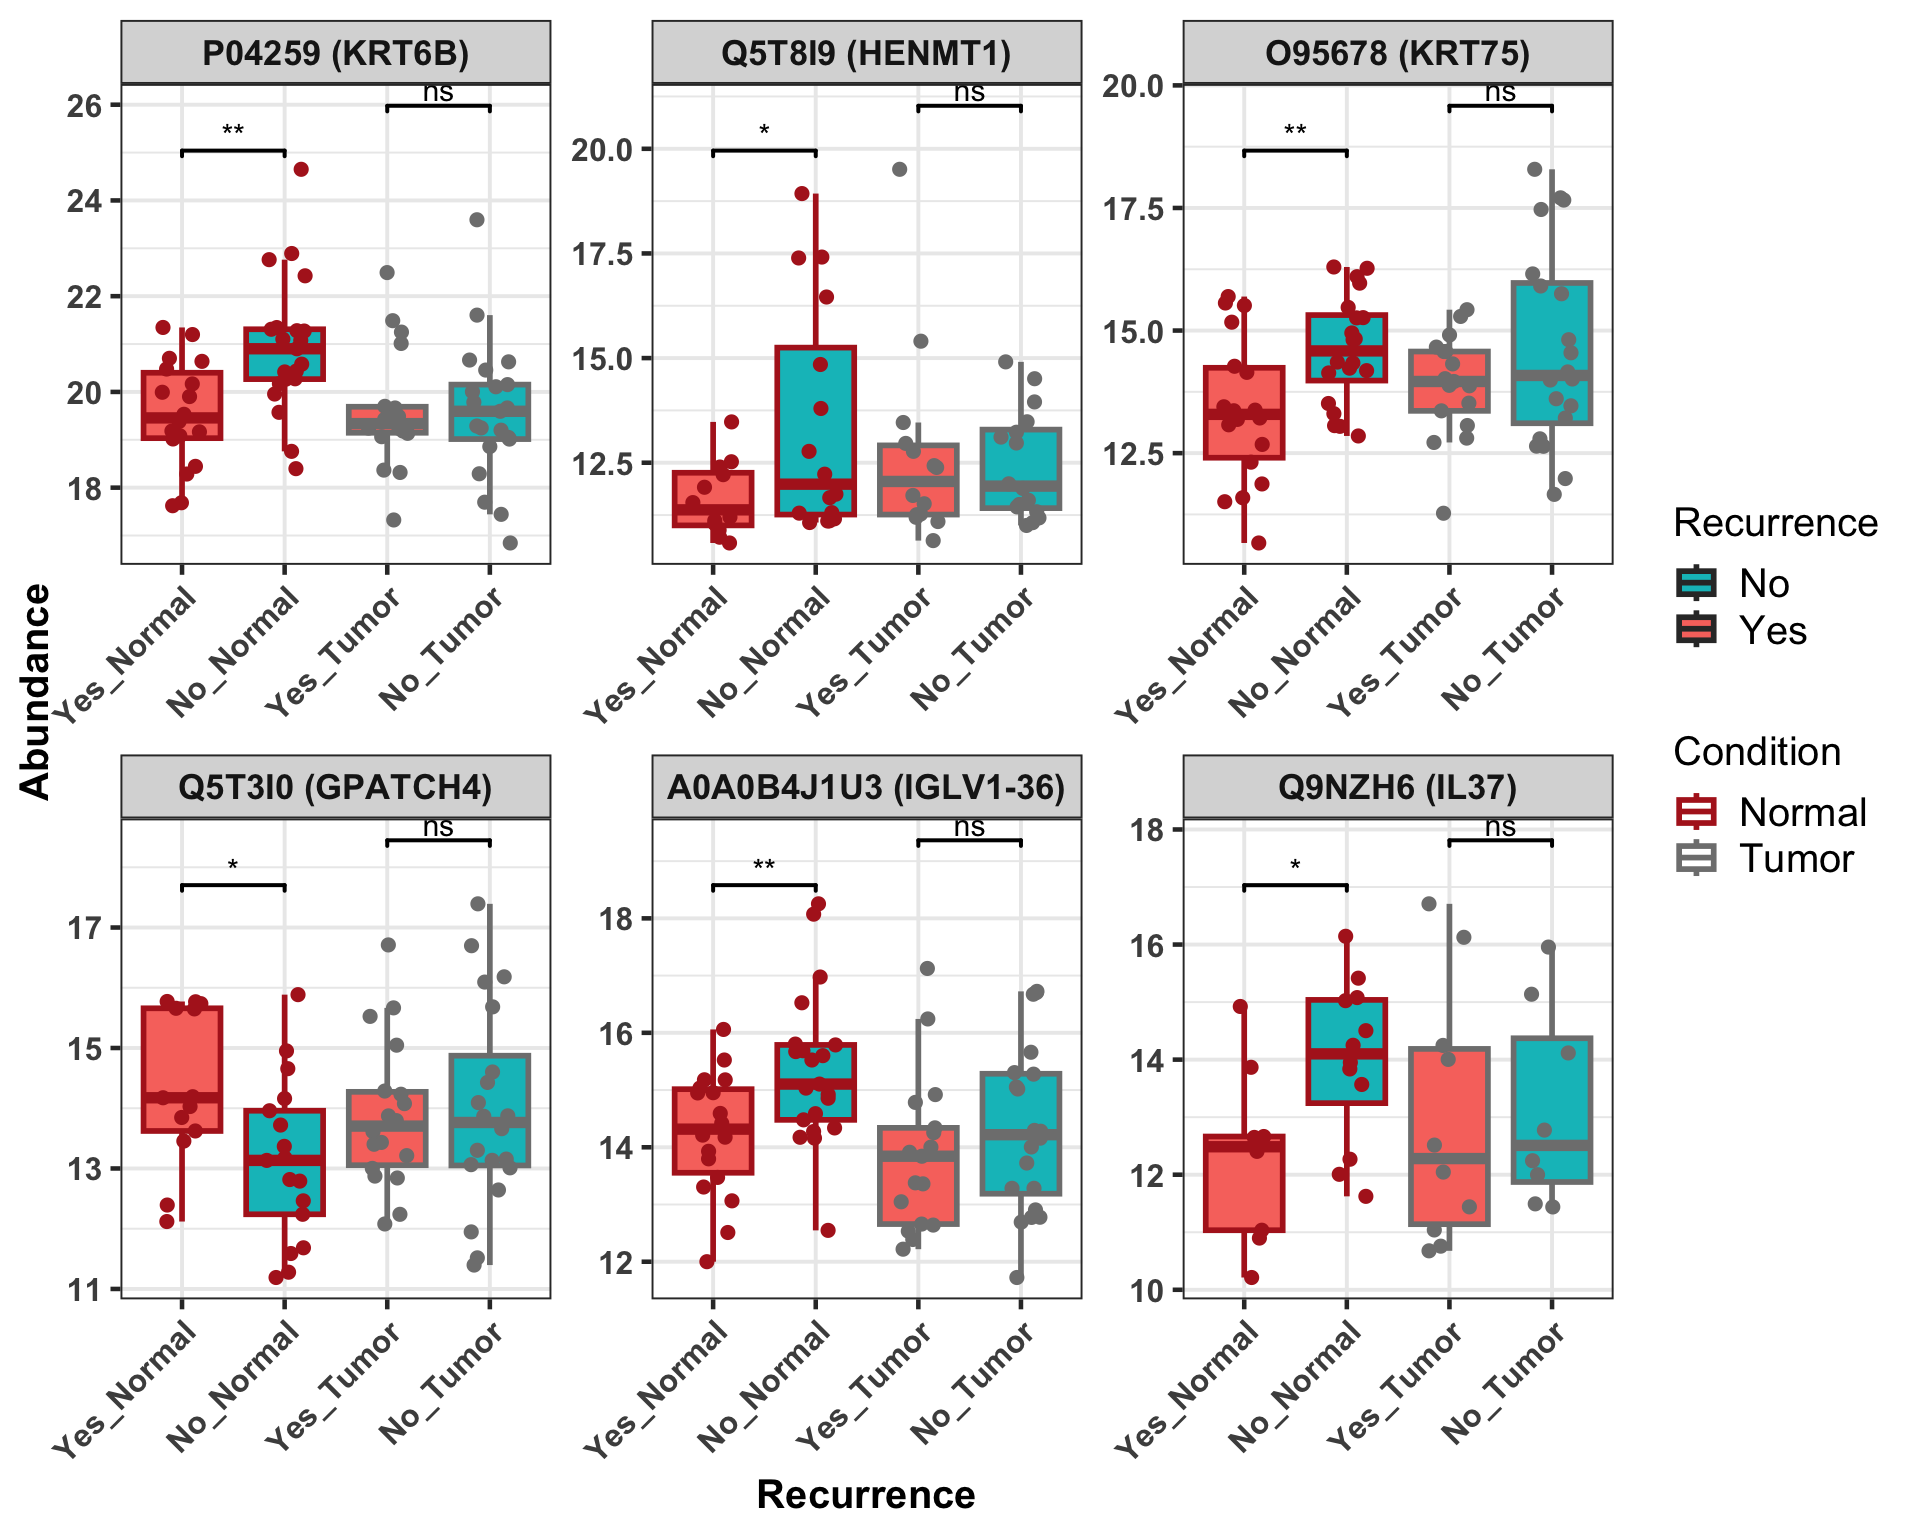 P04259 (KRT6B)
Q5T8I9 (HENMT1)
O95678 (KRT75)
26
24
22
20
18
**
ns
20.0
17.5
15.0
12.5
*
ns
20.0
17.5
15.0
12.5
**
ns
Yes_Normal
No_Normal
Yes_Tumor
No_Tumor
Yes_Normal
No_Normal
Yes_Tumor
No_Tumor
Yes_Normal
No_Normal
Yes_Tumor
No_Tumor
Abundance
Q5T3I0 (GPATCH4)
A0A0B4J1U3 (IGLV1-36)
Q9NZH6 (IL37)
17
15
13
11
*
ns
18
16
14
12
**
ns
18
16
14
12
10
*
ns
Yes_Normal
No_Normal
Yes_Tumor
No_Tumor
Yes_Normal
No_Normal
Yes_Tumor
No_Tumor
Yes_Normal
No_Normal
Yes_Tumor
No_Tumor
Recurrence
Recurrence
No
Yes
Condition
Normal
Tumor